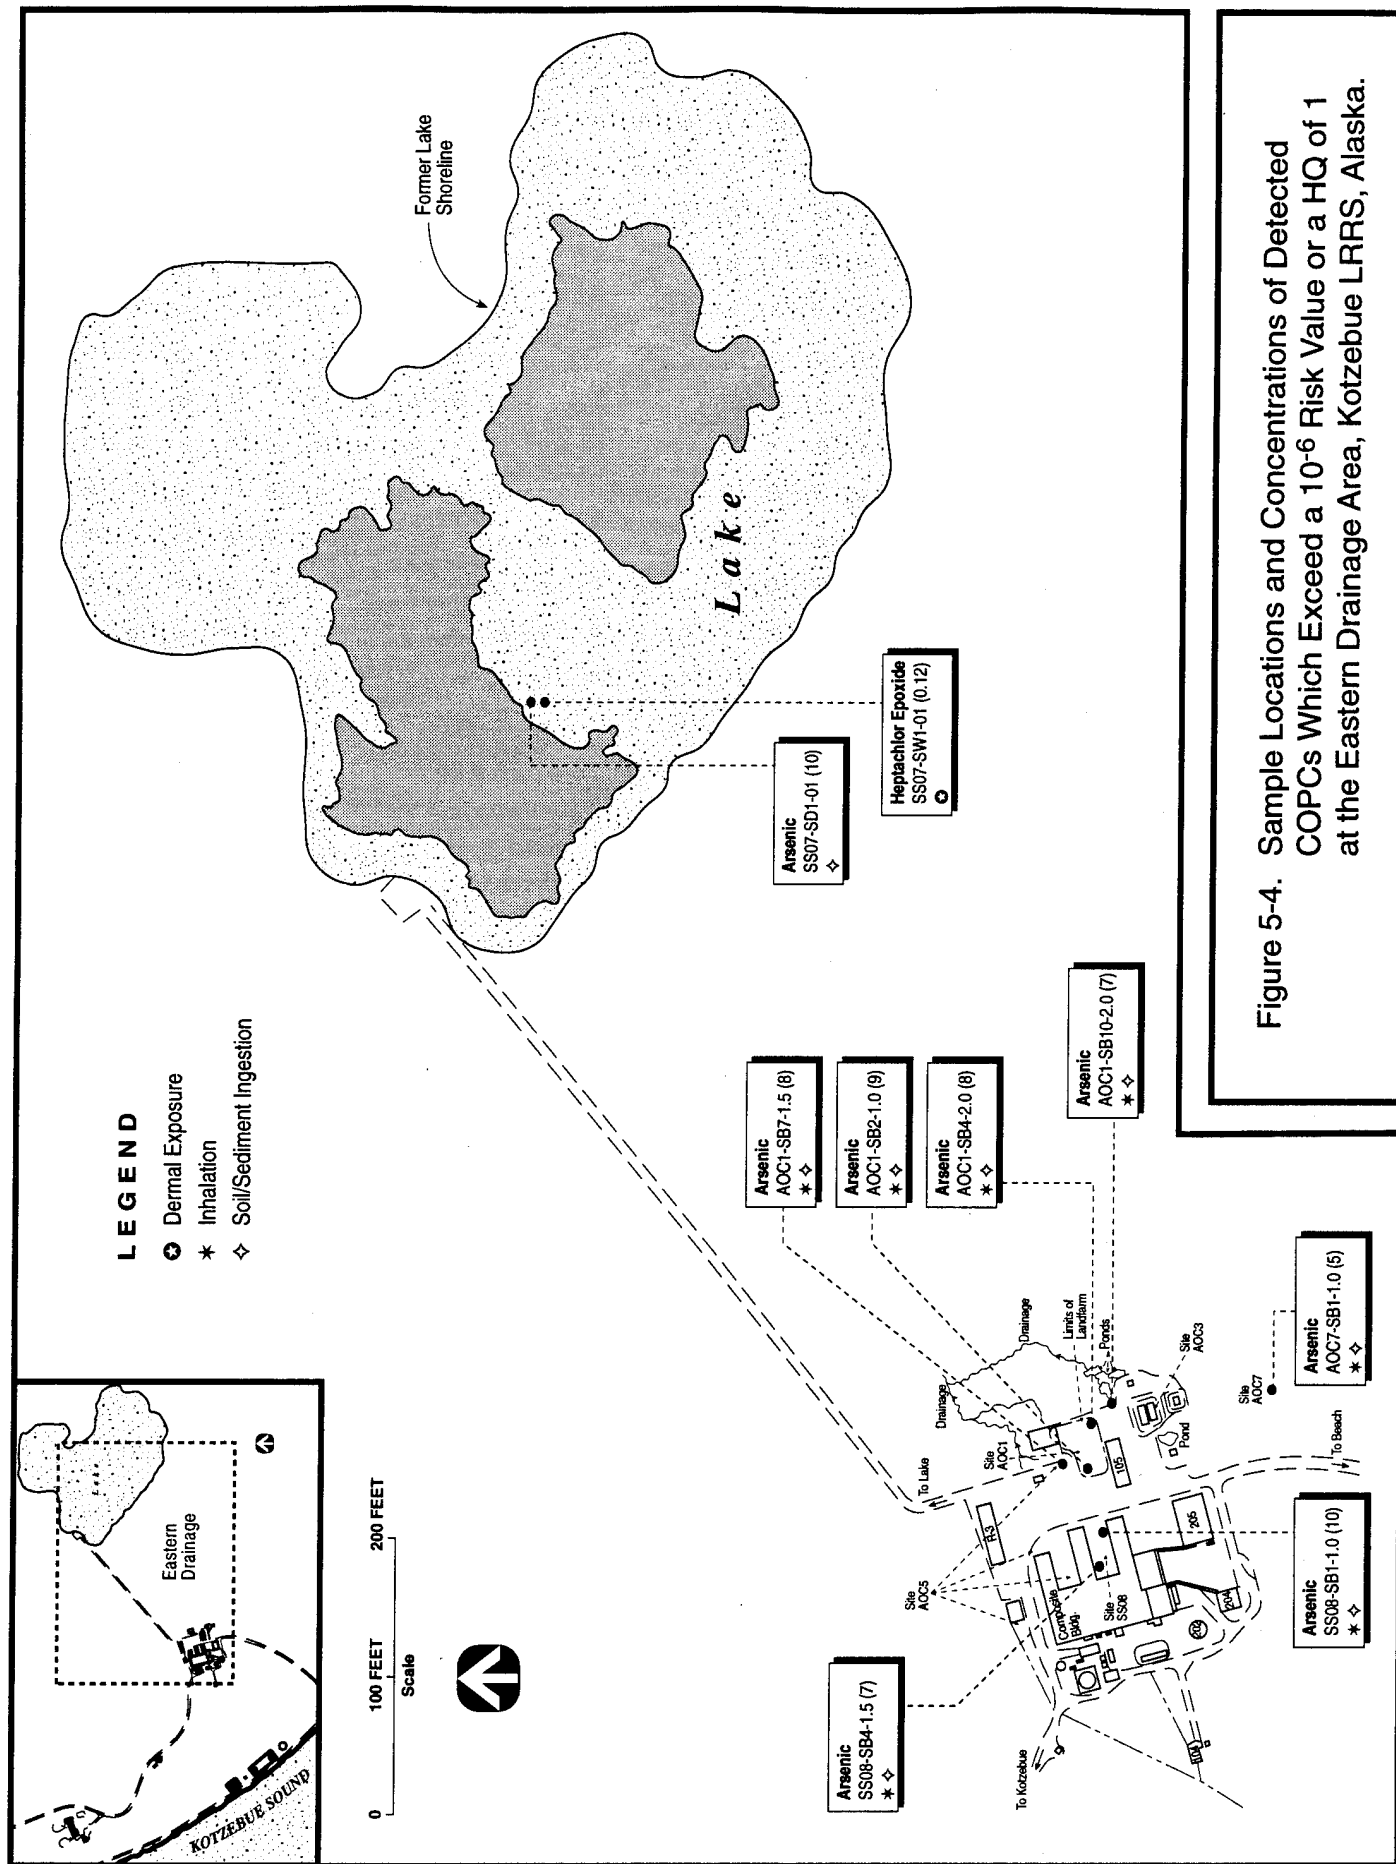 KOTZEBUE SOUND
Lake
Eastern
Drainage
LEGEND
Dermal Exposure
Inhalation
Soil/Sediment Ingestion
0
100 FEET
200 FEET
Scale
Former Lake
Shoreline
Lake
Arsenic
SS07-SD1-01 (10)
Heptachlor Epoxide
SS07-SW1-01 (0.12)
Arsenic
AOC1-SB7-1.5 (8)
Arsenic
AOC1-SB2-1.0 (9)
Arsenic
AOC1-SB4-2.0 (8)
Arsenic
AOC1-SB10-2.0 (7)
Arsenic
AOC7-SB1-1.0 (5)
Arsenic
SS08-SB1-1.0 (10)
Arsenic
SS08-SB4-1.5 (7)
To Lake
Drainage
Drainage
Limits of
Landfarm
Ponds
Site
AOC1
Site
AOC3
Site
AOC7
Pond
To Beach
105
R-3
Site
AOC5
Composite
Bldg.
Site
SS08
205
204
202
104
To Kotzebue
Figure 5-4. Sample Locations and Concentrations of Detected
COPCs Which Exceed a 10-6 Risk Value or a HQ of 1
at the Eastern Drainage Area, Kotzebue LRRS, Alaska.